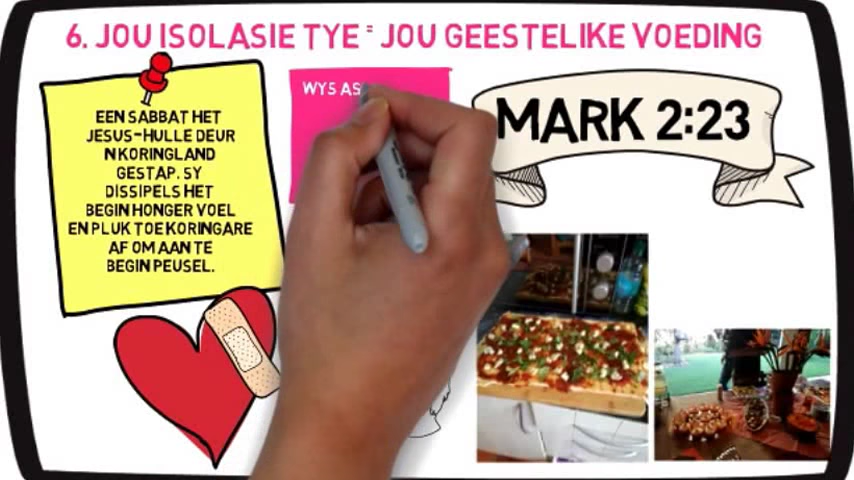 6. JOU ISOLASIE TYE = JOU GEESTELIKE VOEDING
EEN SABBAT HET
JESUS-HULLE DEUR
N KORINGLAND
GESTAP. SY
DISSIPELS HET
BEGIN HONGER VOEL
EN PLUK TOE KORINGARE
AF OM AAN TE
BEGIN PEUSEL.
WYS AS
MARK 2:23